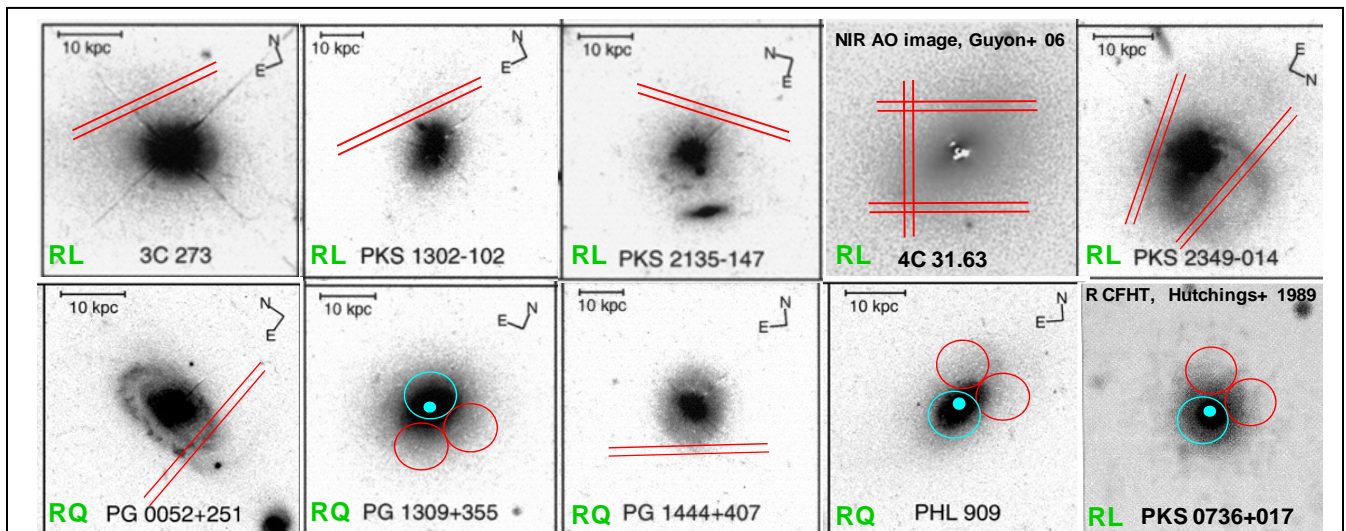 10 kpc
N
E
RL
3C 273
10 kpc
N
E
RL
PKS 1302-102
10 kpc
N
E
RL
PKS 2135-147
NIR AO image, Guyon+ 06
RL
4C 31.63
10 kpc
E
N
RL
PKS 2349-014
10 kpc
N
E
RQ
PG 0052+251
10 kpc
N
E
RQ
PG 1309+355
10 kpc
N
E
RQ
PG 1444+407
10 kpc
N
E
RQ
PHL 909
R CFHT, Hutchings+ 1989
RL
PKS 0736+017